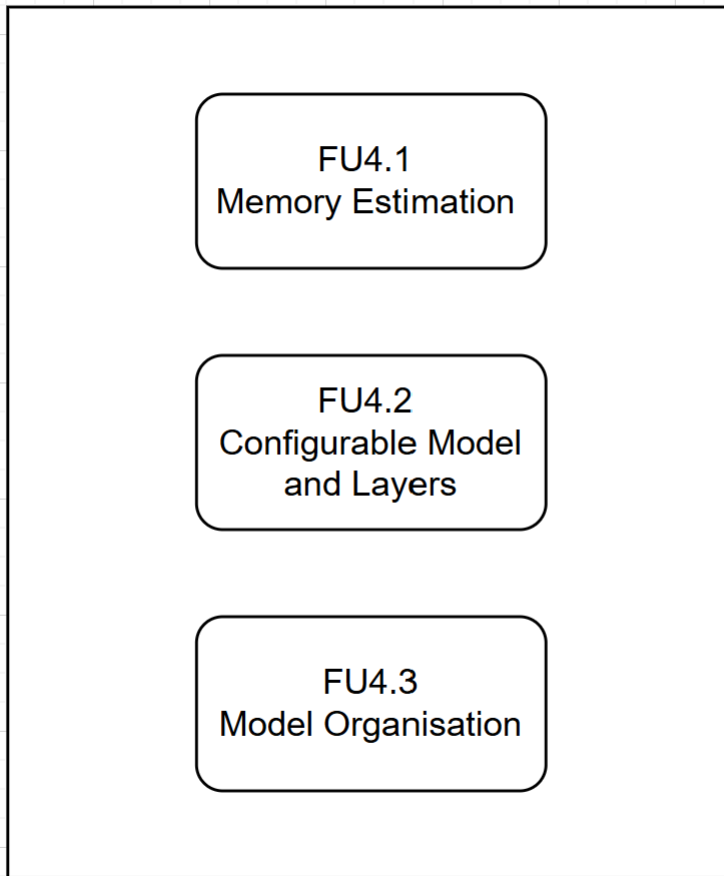 FU4.1
Memory Estimation
FU4.2
Configurable Model
and Layers
FU4.3
Model Organisation